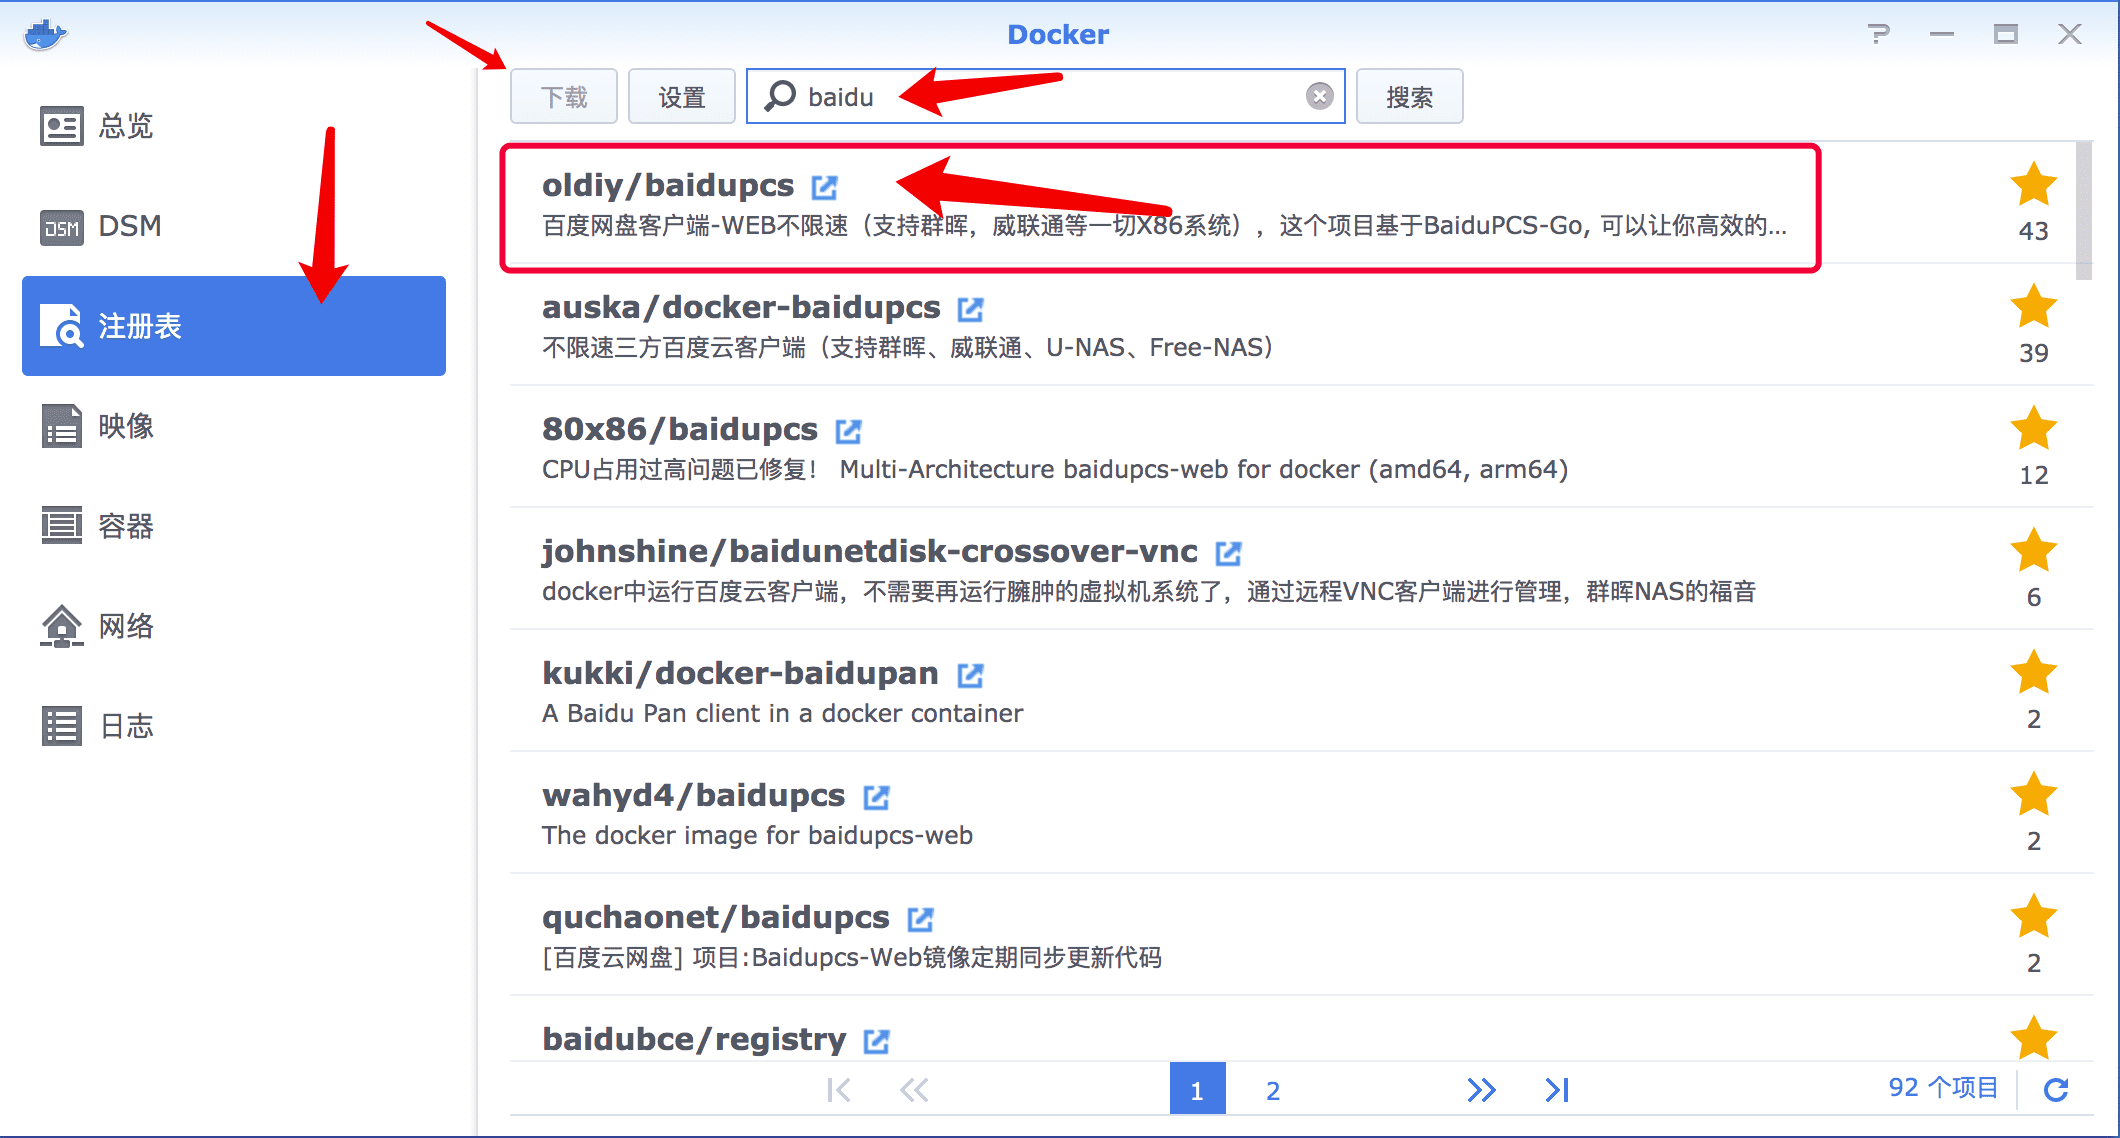 Docker
总览
DSM
DSM
注册表
映像
容器
网络
日志
下载
设置
baidu
搜索
oldiy/baidupcs
百度网盘客户端-WEB不限速（支持群晖，威联通等一切X86系统），这个项目基于BaiduPCS-Go, 可以让你高效的...
43
auska/docker-baidupcs
不限速三方百度云客户端（支持群晖、威联通、U-NAS、Free-NAS）
39
80x86/baidupcs
CPU占用过高问题已修复！ Multi-Architecture baidupcs-web for docker (amd64, arm64)
12
johnshine/baidunetdisk-crossover-vnc
docker中运行百度云客户端，不需要再运行臃肿的虚拟机系统了，通过远程VNC客户端进行管理，群晖NAS的福音
6
kukki/docker-baidupan
A Baidu Pan client in a docker container
2
wahyd4/baidupcs
The docker image for baidupcs-web
2
quchaonet/baidupcs
[百度云网盘] 项目:Baidupcs-Web镜像定期同步更新代码
2
baidubce/registry
1
2
92 个项目